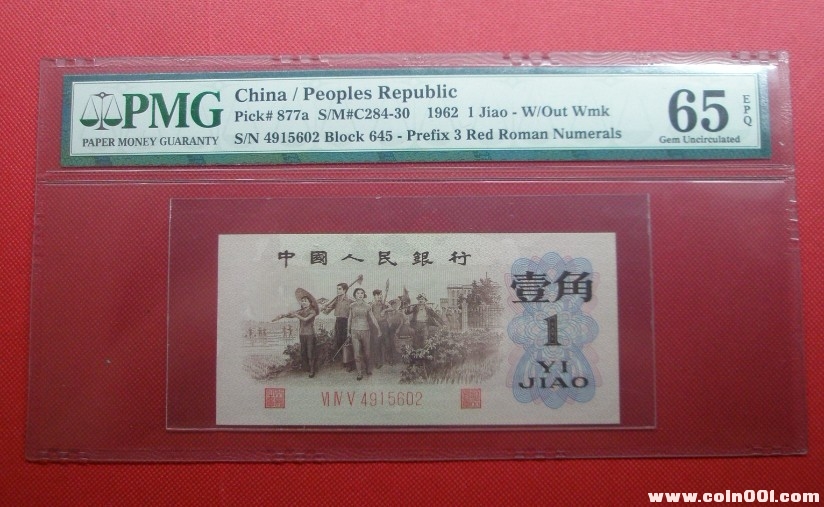 PMG
PAPER MONEY GUARANTY
China / Peoples Republic
Pick# 877a S/M#C284-30 1962 1 Jiao - W/Out Wmk
S/N 4915602 Block 645 - Prefix 3 Red Roman Numerals
65 EPQ
Gem Uncirculated
中國人民銀行
壹角
1
YI
JIAO
VI IV V 4915602
www.coln001.com